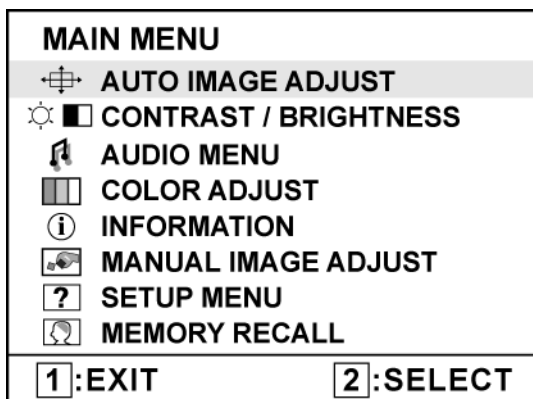 MAIN MENU
AUTO IMAGE ADJUST
CONTRAST / BRIGHTNESS
AUDIO MENU
COLOR ADJUST
i INFORMATION
MANUAL IMAGE ADJUST
? SETUP MENU
MEMORY RECALL
1:EXIT 2:SELECT